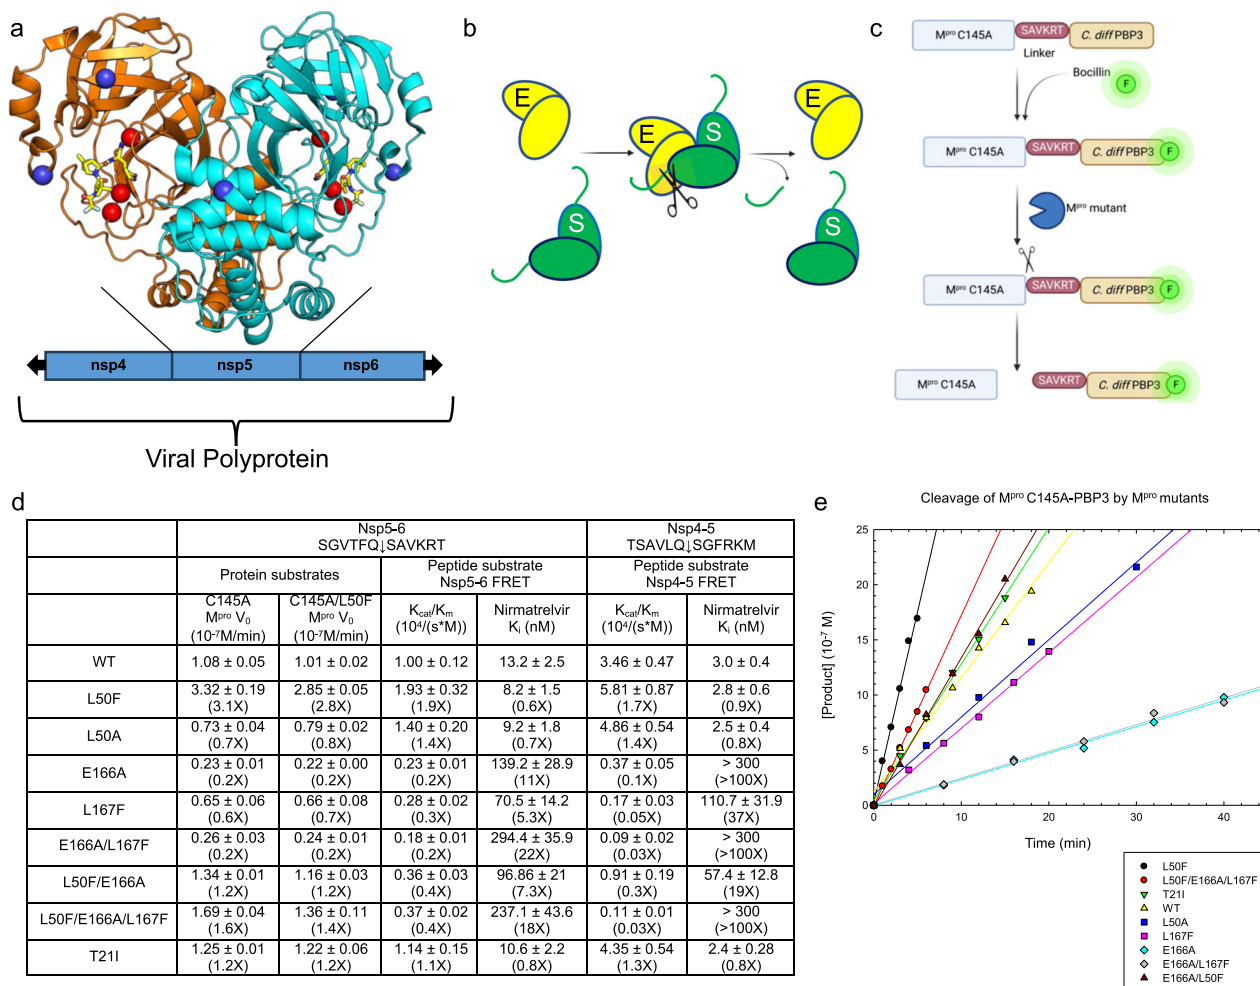 a
nsp4 nsp5 nsp6
Viral Polyprotein
b
E
S
E
S
E
S
c
Mᵖʳᵒ C145A SAVKRT C. diff PBP3
Linker
Bocillin
F
Mᵖʳᵒ C145A SAVKRT C. diff PBP3 F
Mᵖʳᵒ mutant
Mᵖʳᵒ C145A SAVKRT C. diff PBP3 F
Mᵖʳᵒ C145A SAVKRT C. diff PBP3 F
d
Nsp5-6 Nsp4-5
SGVTFQ↓SAVKRT TSAVLQ↓SGFRKM
Protein substrates Peptide substrate Nsp5-6 FRET Peptide substrate Nsp4-5 FRET
C145A Mᵖʳᵒ V₀ (10⁻⁷M/min) C145A/L50F Mᵖʳᵒ V₀ (10⁻⁷M/min) Kcat/Km (10⁴/(s*M)) Nirmatrelvir Kᵢ (nM) Kcat/Km (10⁴/(s*M)) Nirmatrelvir Kᵢ (nM)
WT 1.08 ± 0.05 1.01 ± 0.02 1.00 ± 0.12 13.2 ± 2.5 3.46 ± 0.47 3.0 ± 0.4
L50F 3.32 ± 0.19 2.85 ± 0.05 1.93 ± 0.32 8.2 ± 1.5 5.81 ± 0.87 2.8 ± 0.6
(3.1X) (2.8X) (1.9X) (0.6X) (1.7X) (0.9X)
L50A 0.73 ± 0.04 0.79 ± 0.02 1.40 ± 0.20 9.2 ± 1.8 4.86 ± 0.54 2.5 ± 0.4
(0.7X) (0.8X) (1.4X) (0.7X) (1.4X) (0.8X)
E166A 0.23 ± 0.01 0.22 ± 0.00 0.23 ± 0.01 139.2 ± 28.9 0.37 ± 0.05 > 300
(0.2X) (0.2X) (0.2X) (11X) (0.1X) (>100X)
L167F 0.65 ± 0.06 0.66 ± 0.08 0.28 ± 0.02 70.5 ± 14.2 0.17 ± 0.03 110.7 ± 31.9
(0.6X) (0.7X) (0.3X) (5.3X) (0.05X) (37X)
E166A/L167F 0.26 ± 0.03 0.24 ± 0.01 0.18 ± 0.01 294.4 ± 35.9 0.09 ± 0.02 > 300
(0.2X) (0.2X) (0.2X) (22X) (0.03X) (>100X)
L50F/E166A 1.34 ± 0.01 1.16 ± 0.03 0.36 ± 0.03 96.86 ± 21 0.91 ± 0.19 57.4 ± 12.8
(1.2X) (1.2X) (0.4X) (7.3X) (0.3X) (19X)
L50F/E166A/L167F 1.69 ± 0.04 1.36 ± 0.11 0.37 ± 0.02 237.1 ± 43.6 0.11 ± 0.01 > 300
(1.6X) (1.4X) (0.4X) (18X) (0.03X) (>100X)
T21I 1.25 ± 0.01 1.22 ± 0.06 1.14 ± 0.15 10.6 ± 2.2 4.35 ± 0.54 2.4 ± 0.28
(1.2X) (1.2X) (1.1X) (0.8X) (1.3X) (0.8X)
e
Cleavage of Mᵖʳᵒ C145A-PBP3 by Mᵖʳᵒ mutants
[Product] (10⁻⁷ M)
25
20
15
10
5
0
0 10 20 30 40
Time (min)
L50F
L50F/E166A/L167F
T21I
WT
L50A
L167F
E166A
E166A/L167F
E166A/L50F